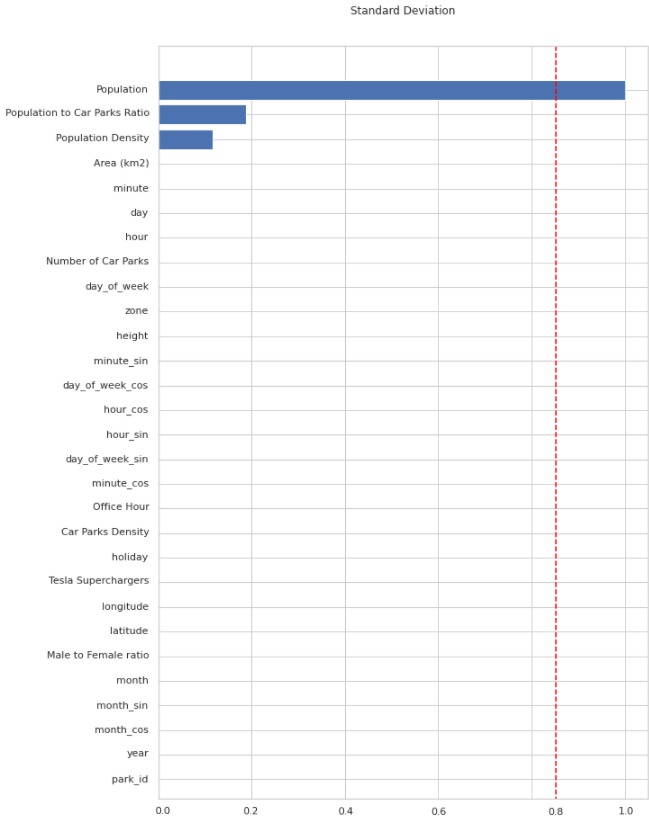 Standard Deviation
Population
Population to Car Parks Ratio
Population Density
Area (km2)
minute
day
hour
Number of Car Parks
day_of_week
zone
height
minute_sin
day_of_week_cos
hour_cos
hour_sin
day_of_week_sin
minute_cos
Office Hour
Car Parks Density
holiday
Tesla Superchargers
longitude
latitude
Male to Female ratio
month
month_sin
month_cos
year
park_id
0.0 0.2 0.4 0.6 0.8 1.0